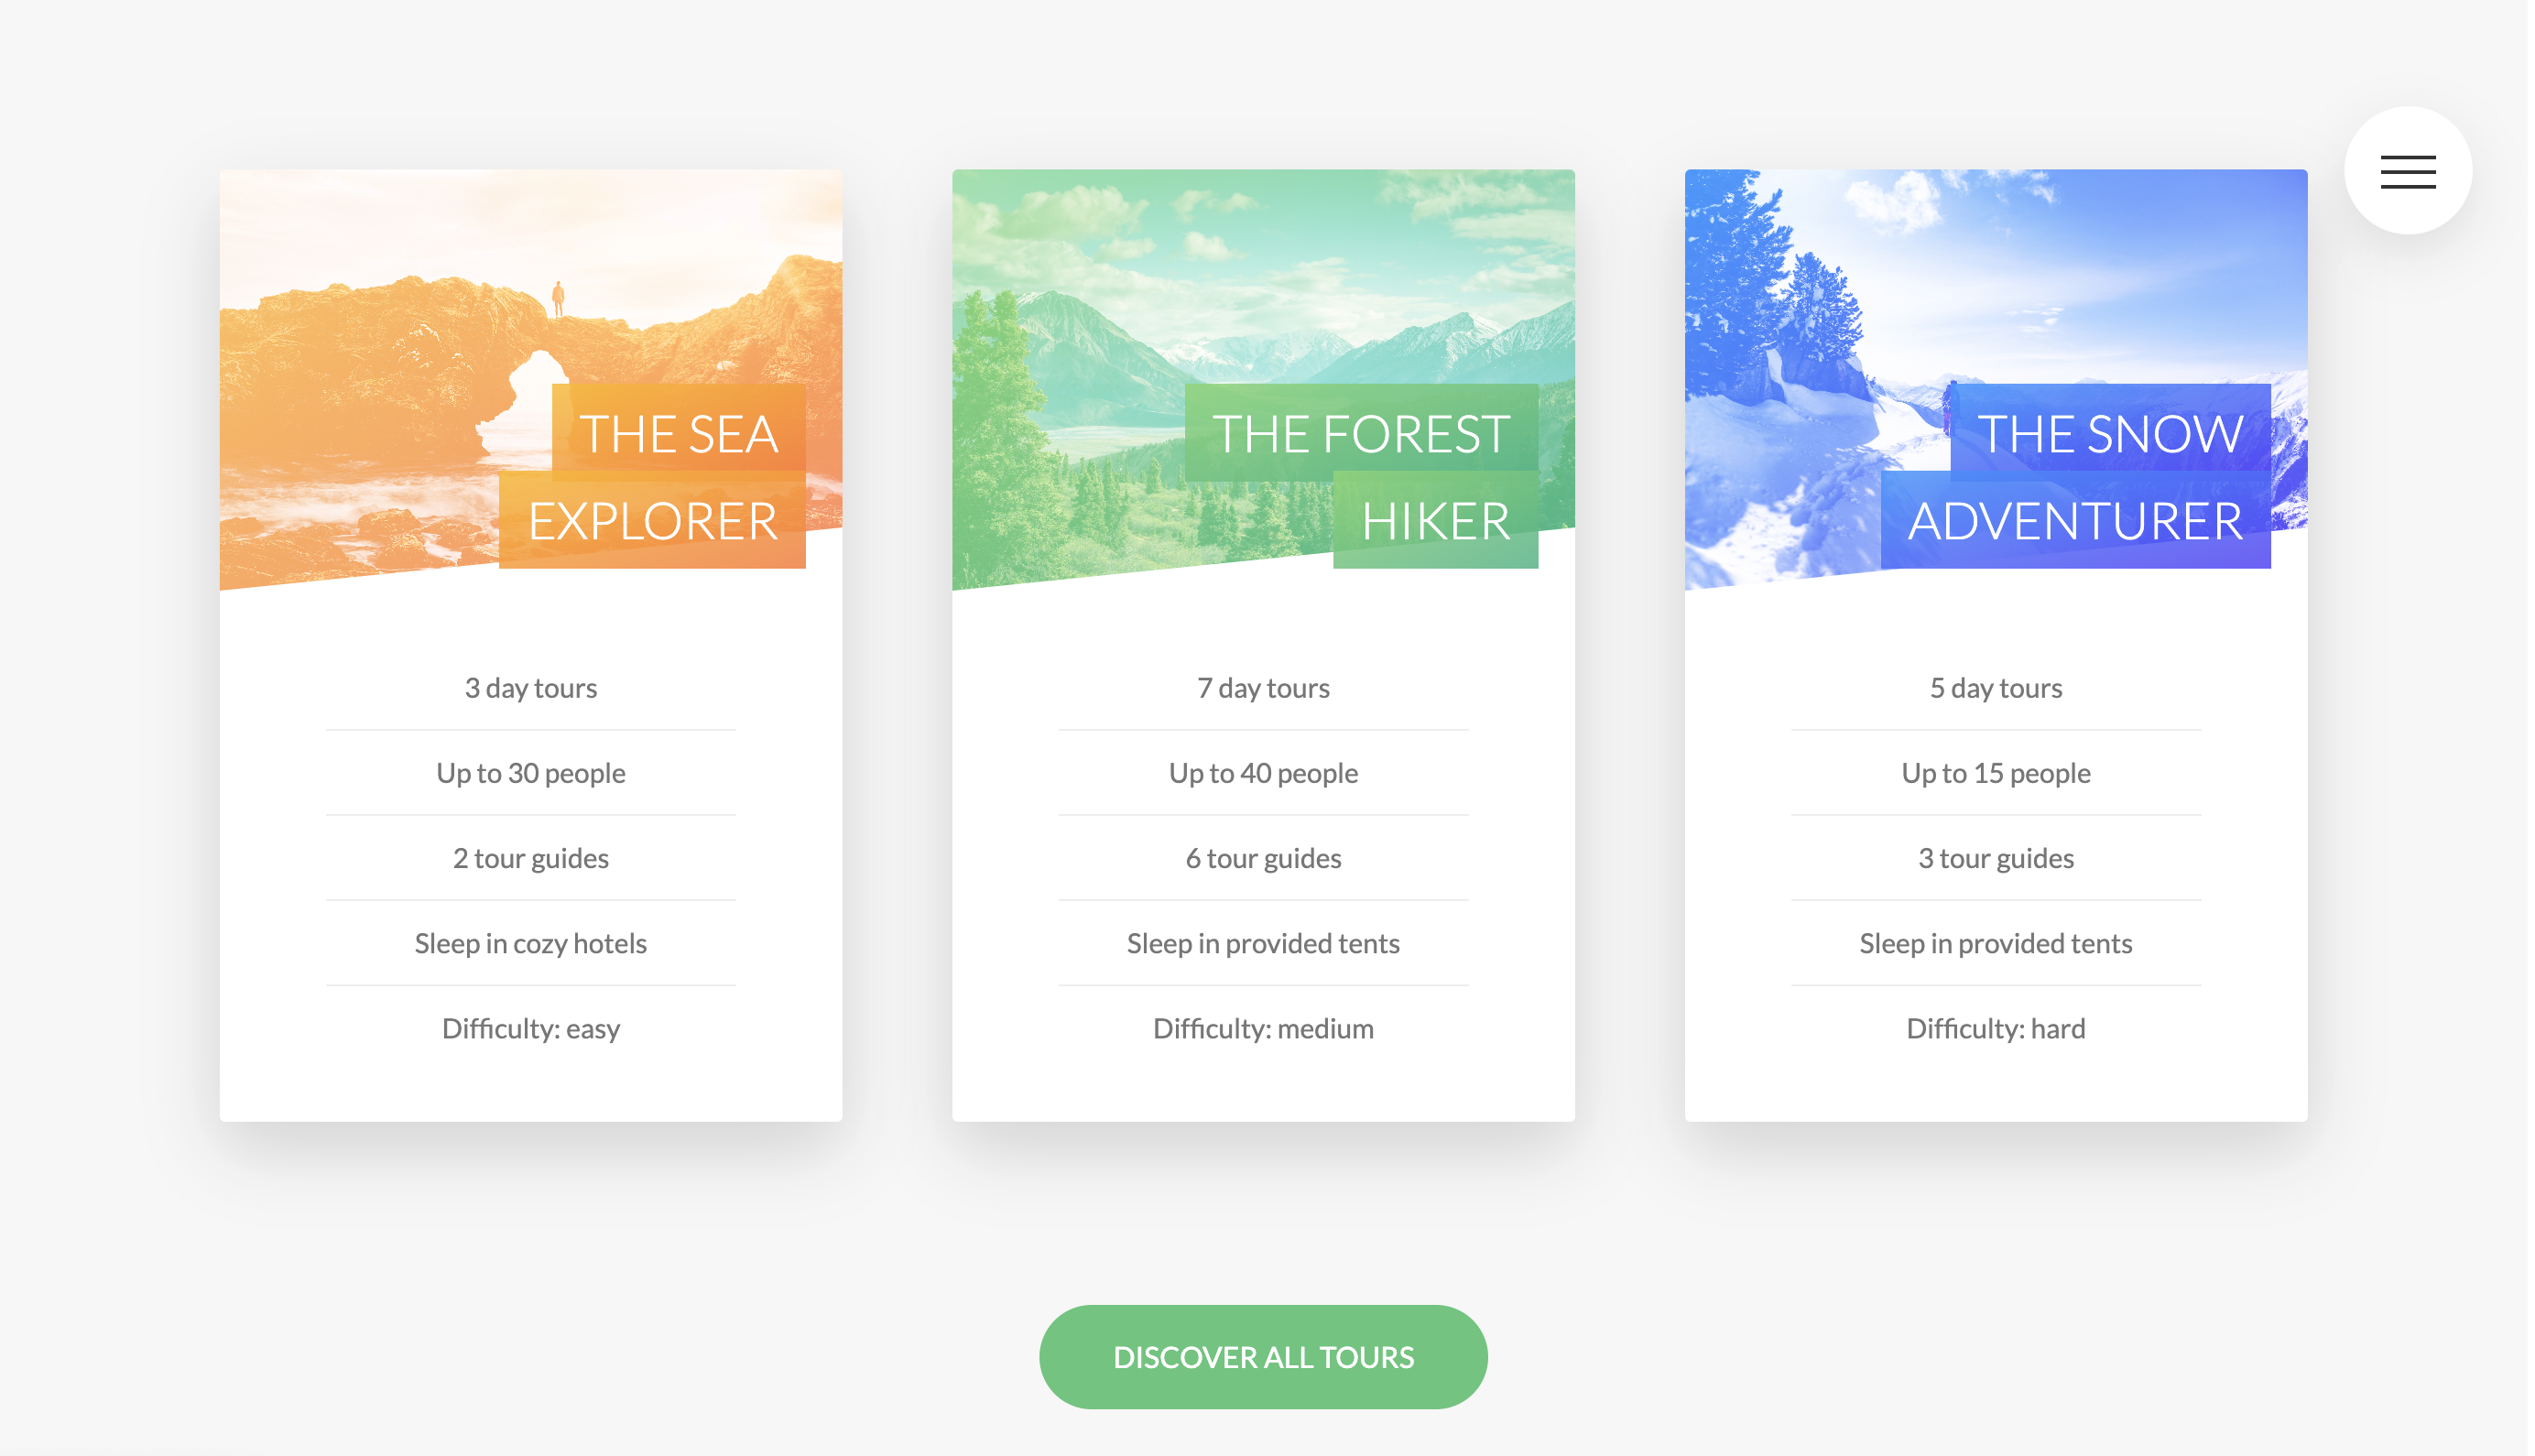 THE SEA
EXPLORER
3 day tours
Up to 30 people
2 tour guides
Sleep in cozy hotels
Difficulty: easy
THE FOREST
HIKER
7 day tours
Up to 40 people
6 tour guides
Sleep in provided tents
Difficulty: medium
THE SNOW
ADVENTURER
5 day tours
Up to 15 people
3 tour guides
Sleep in provided tents
Difficulty: hard
DISCOVER ALL TOURS